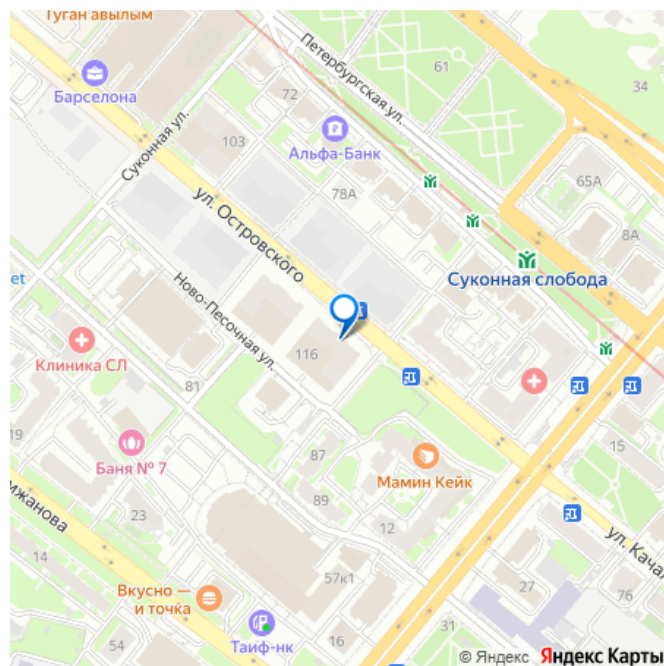 Туган авылым
Петербургская ул.
61
34
Барселона
72
Суконная ул.
103
Альфа-Банк
78А
65А
ул. Островского
8А
Суконная слобода
et
Ново-Песочная ул.
116
Клиника СЛ
81
19
87
15
Баня № 7
Мамин Кейк
89
23
12
ул. Качал
14
Вкусно —
и точка
57к1
27
76
Таиф-нк
31
54
16
© Яндекс Яндекс Карты